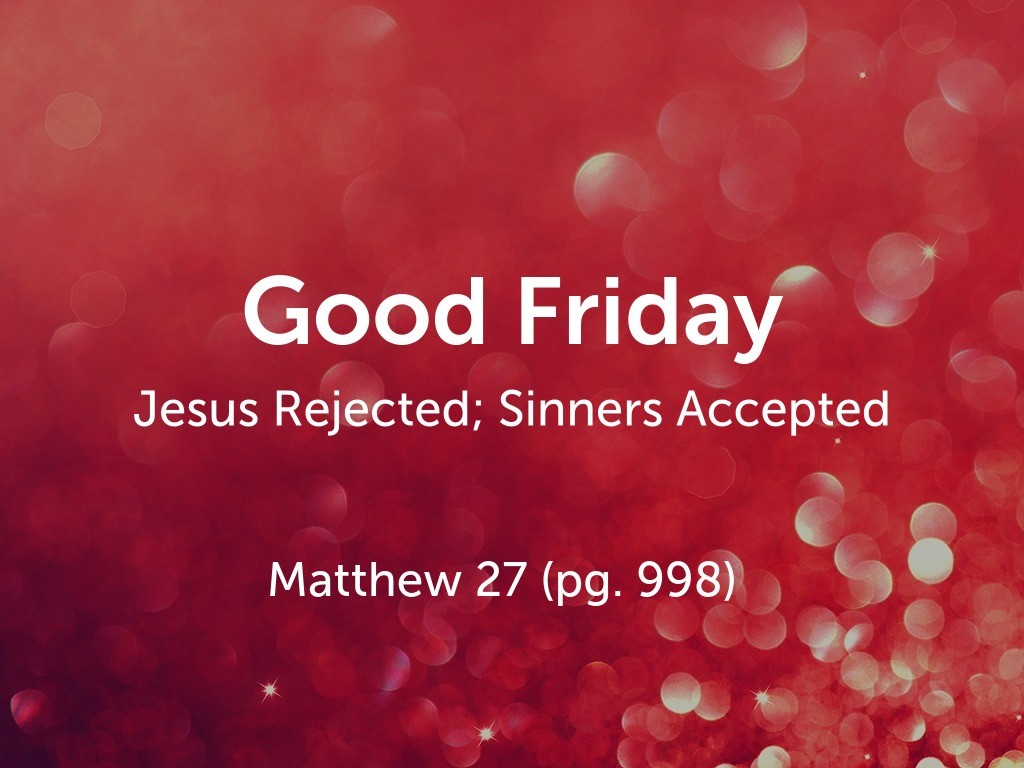 Good Friday
Jesus Rejected; Sinners Accepted
Matthew 27 (pg. 998)